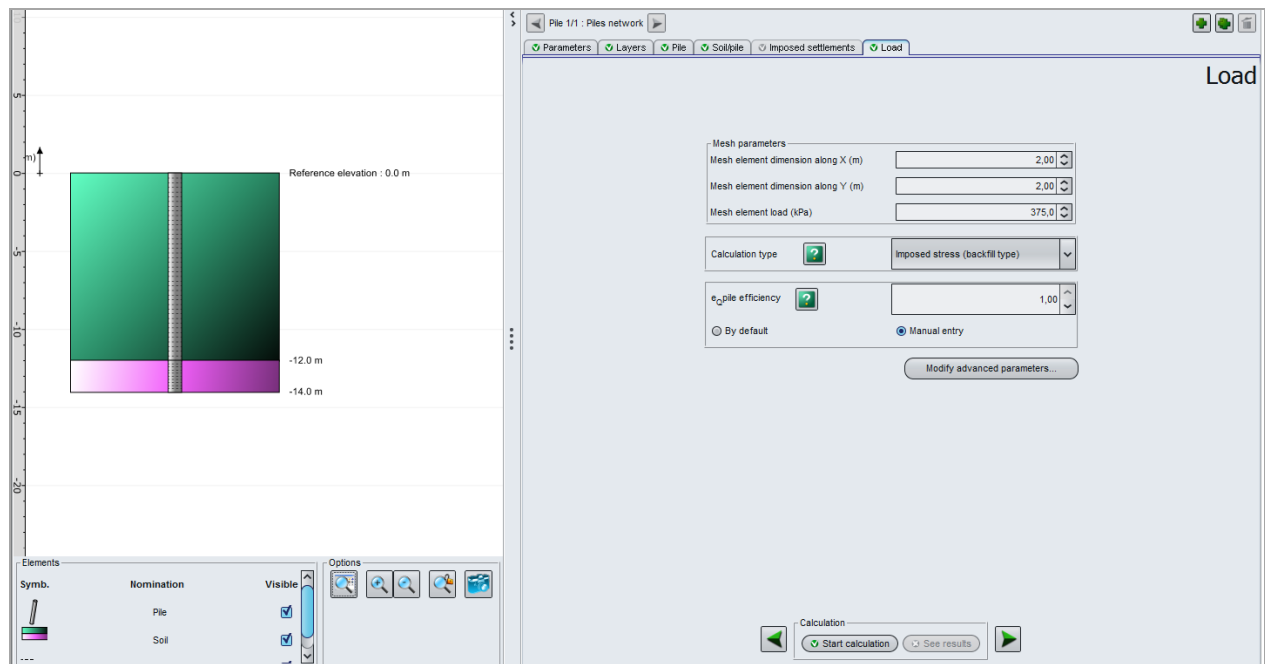 Pile 1/1 : Piles network
Parameters Layers Pile Soil/pile Imposed settlements Load
Load
Mesh parameters
Mesh element dimension along X (m) 2,00
Mesh element dimension along Y (m) 2,00
Mesh element load (kPa) 375,0
Calculation type ? Imposed stress (backfill type)
eQpile efficiency ? 1,00
By default Manual entry
Modify advanced parameters...
5
m)
0 Reference elevation : 0.0 m
-5
-10
-12.0 m
-14.0 m
-15
-20
Elements
Symb. Nomination Visible
Pile
Soil
Options
Calculation
Start calculation See results